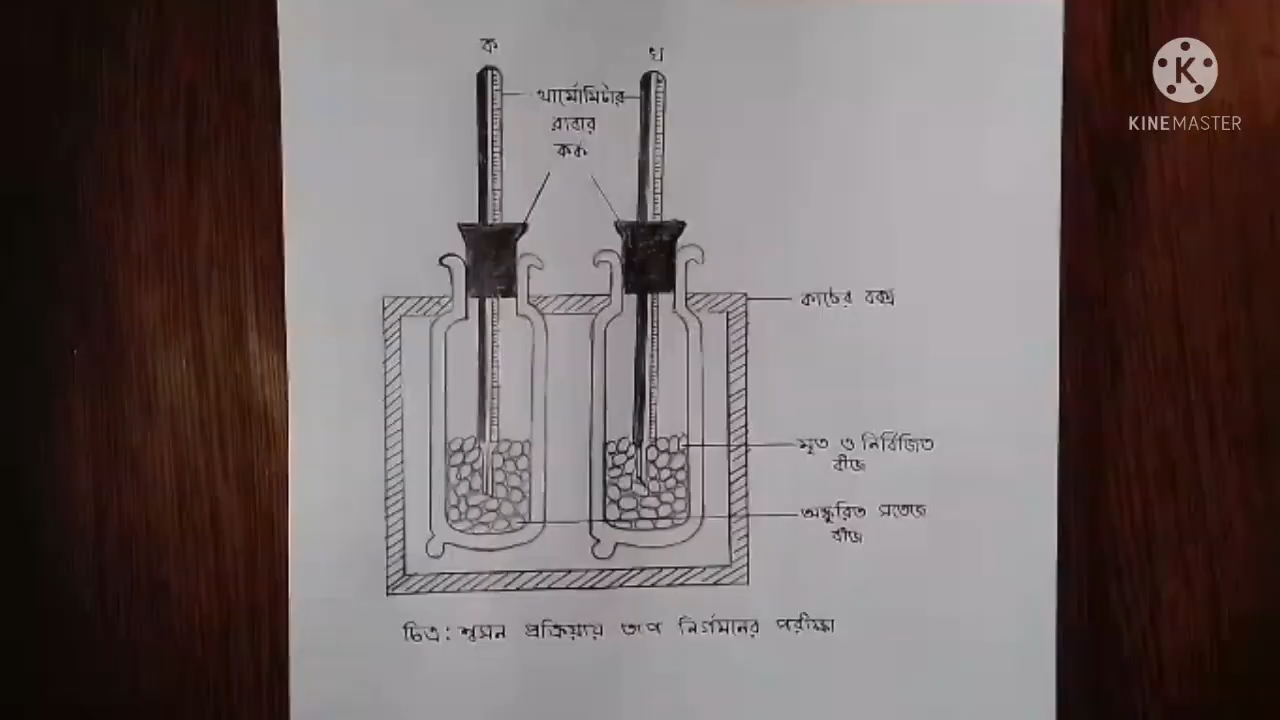 ক
খ
থার্মোমিটার
রাবার
কর্ক
কাঠের বক্স
মৃত ও নির্বিজিত
বীজ
অঙ্কুরিত সতেজ
বীজ
চিত্র: শ্বসন প্রক্রিয়ায় তাপ নির্গমনের পরীক্ষা
K
KINEMASTER